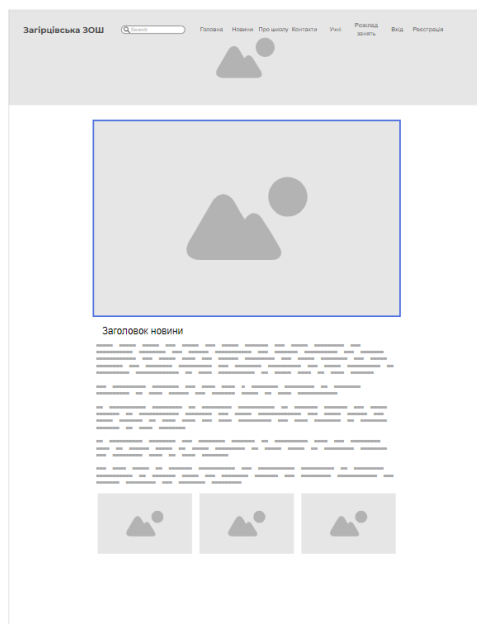 Загірцівська ЗОШ
Search
Головна
Новини
Про школу
Контакти
Учні
Розклад
занять
Вхід
Реєстрація
Заголовок новини